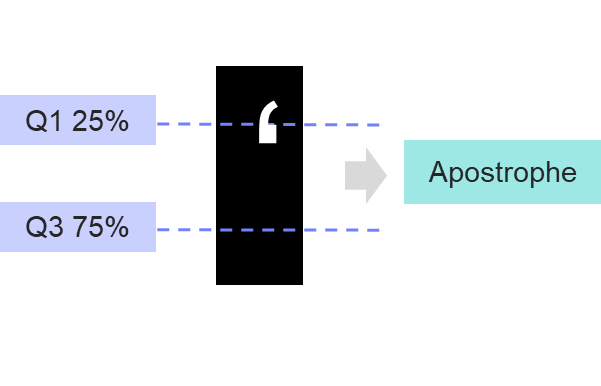 Q1 25%
‘
Apostrophe
Q3 75%